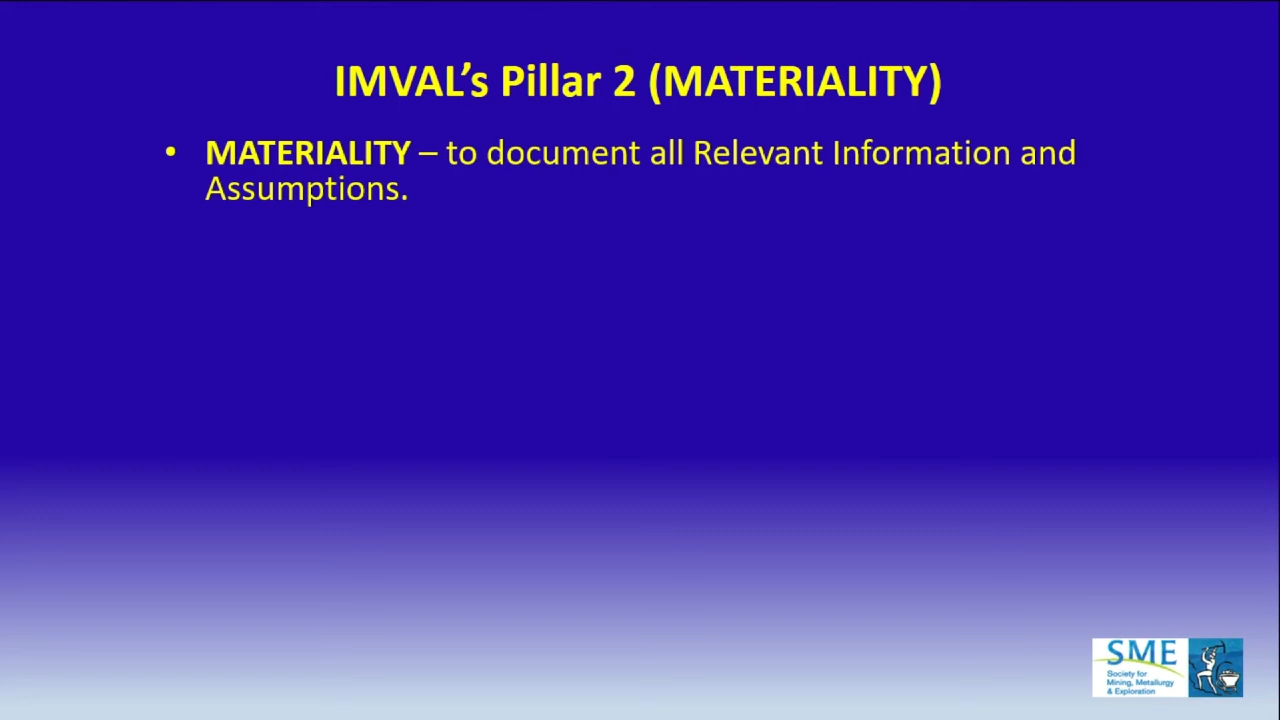 IMVAL’s Pillar 2 (MATERIALITY)
• MATERIALITY – to document all Relevant Information and
Assumptions.
SME
Society for
Mining, Metallurgy
& Exploration